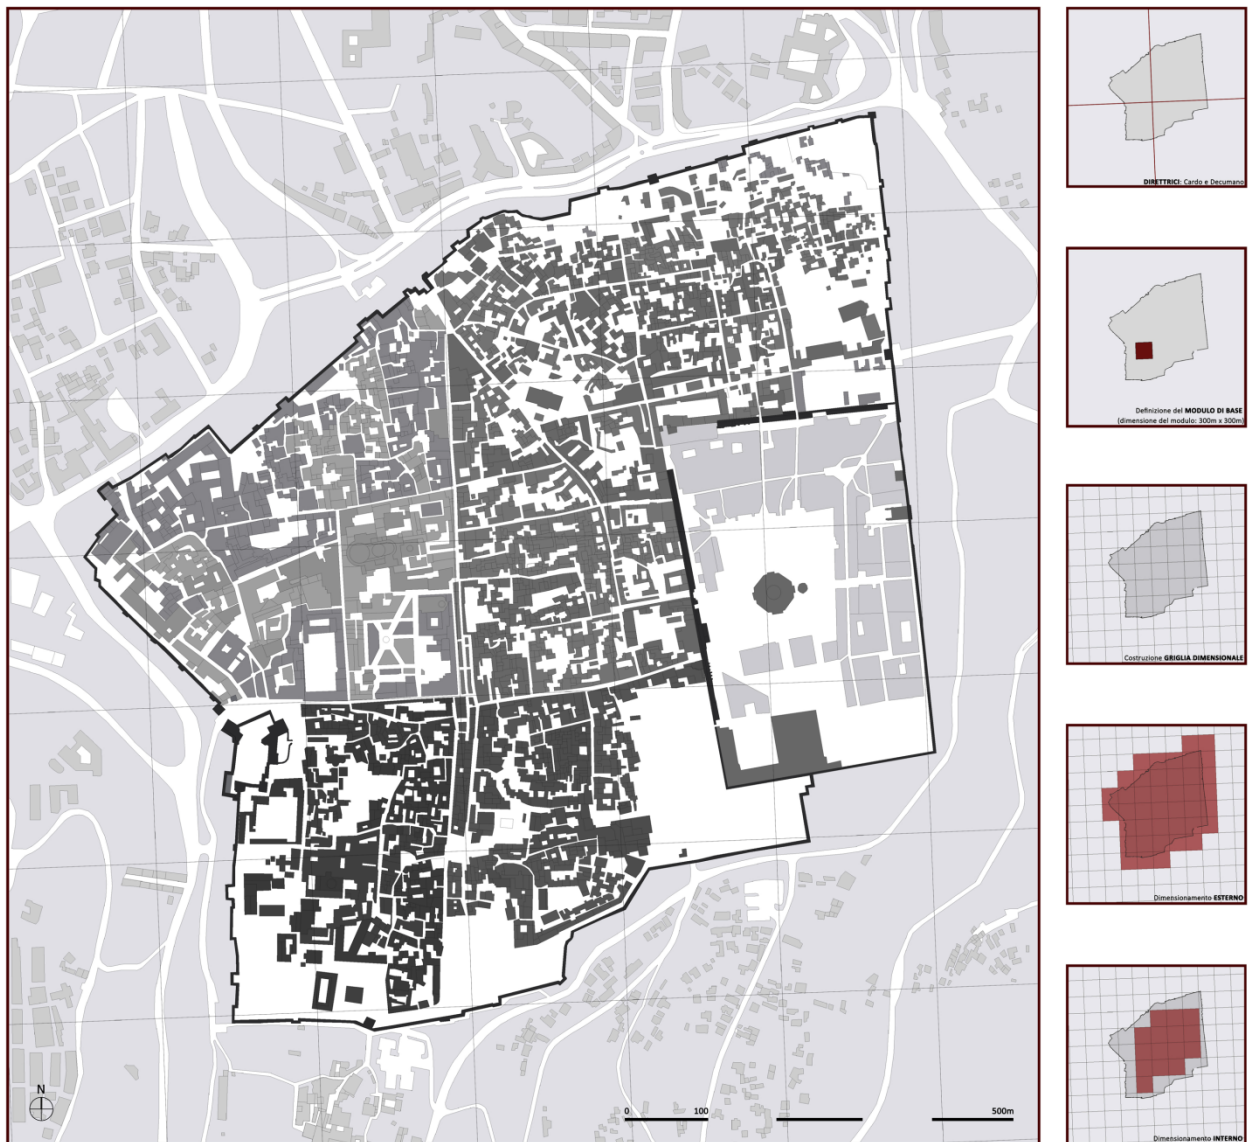 DIRETTRICI: Cardo e Decumano
Definizione del MODULO DI BASE
(dimensione del modulo: 300m x 300m)
Costruzione GRIGLIA DIMENSIONALE
Dimensionamento ESTERNO
Dimensionamento INTERNO
N
0 100 500m